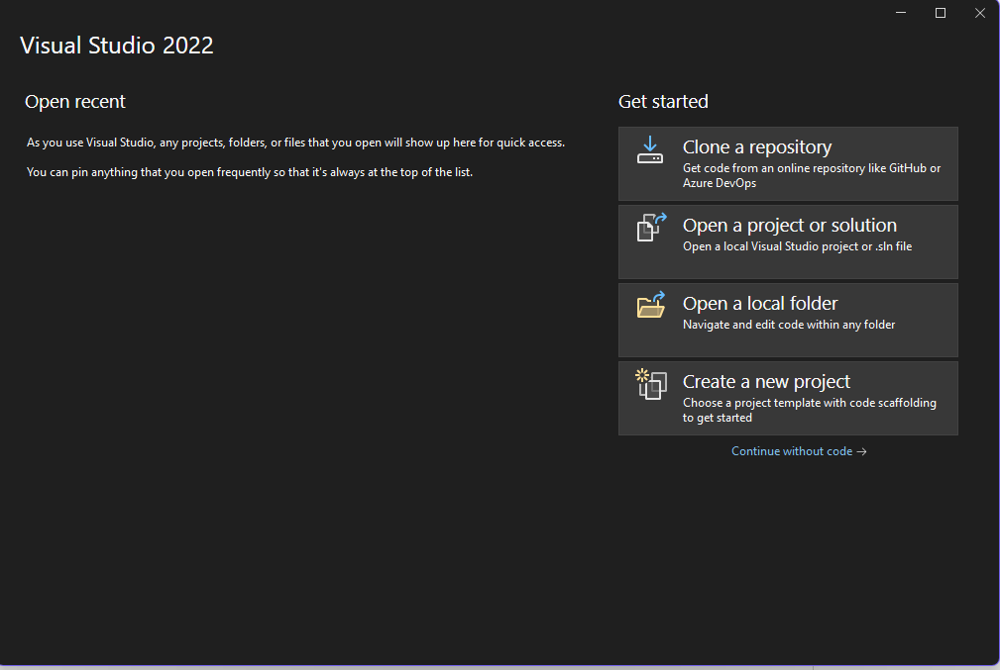 Visual Studio 2022
Open recent
As you use Visual Studio, any projects, folders, or files that you open will show up here for quick access.
You can pin anything that you open frequently so that it's always at the top of the list.
Get started
Clone a repository
Get code from an online repository like GitHub or
Azure DevOps
Open a project or solution
Open a local Visual Studio project or .sln file
Open a local folder
Navigate and edit code within any folder
Create a new project
Choose a project template with code scaffolding
to get started
Continue without code →